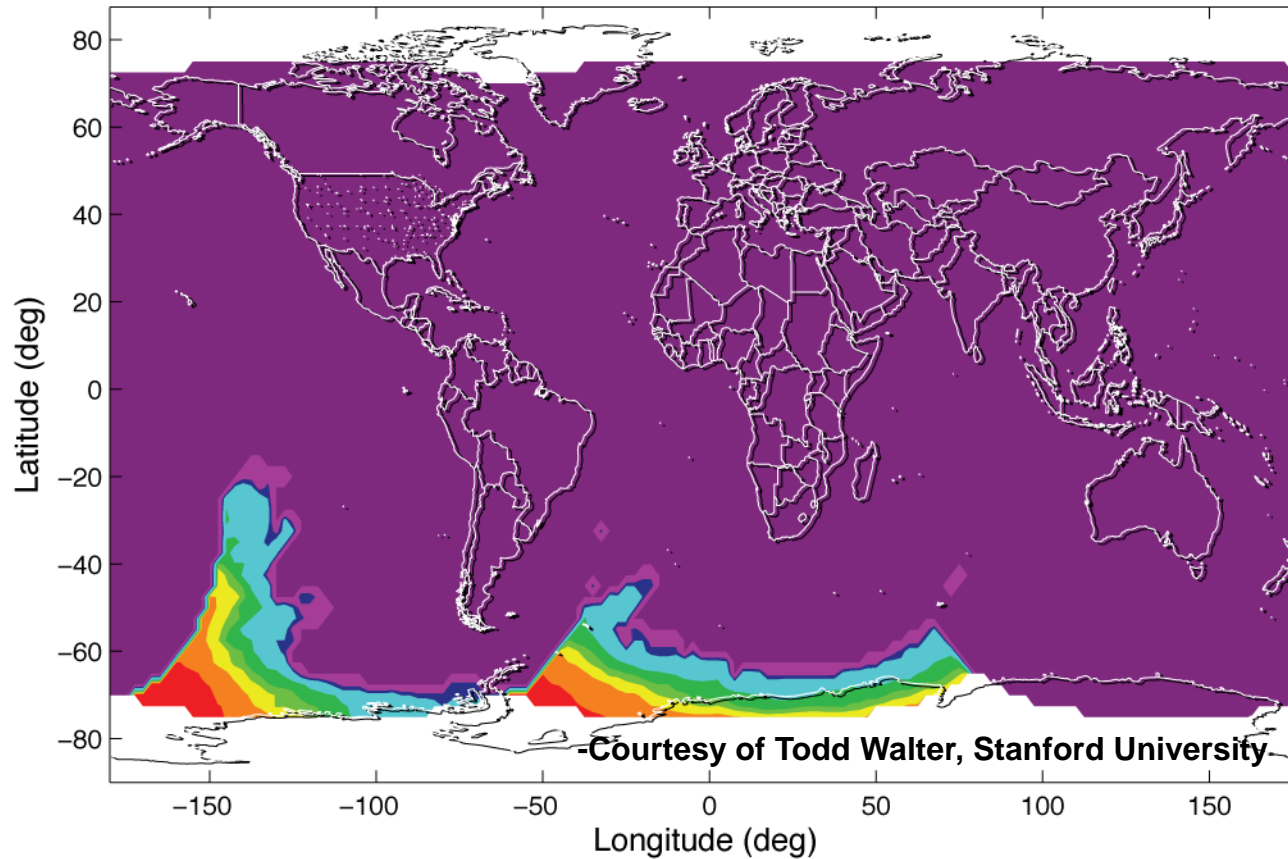 80
60
40
20
0
−20
−40
−60
−80
Latitude (deg)
-Courtesy of Todd Walter, Stanford University
−150 −100 −50 0 50 100 150
Longitude (deg)